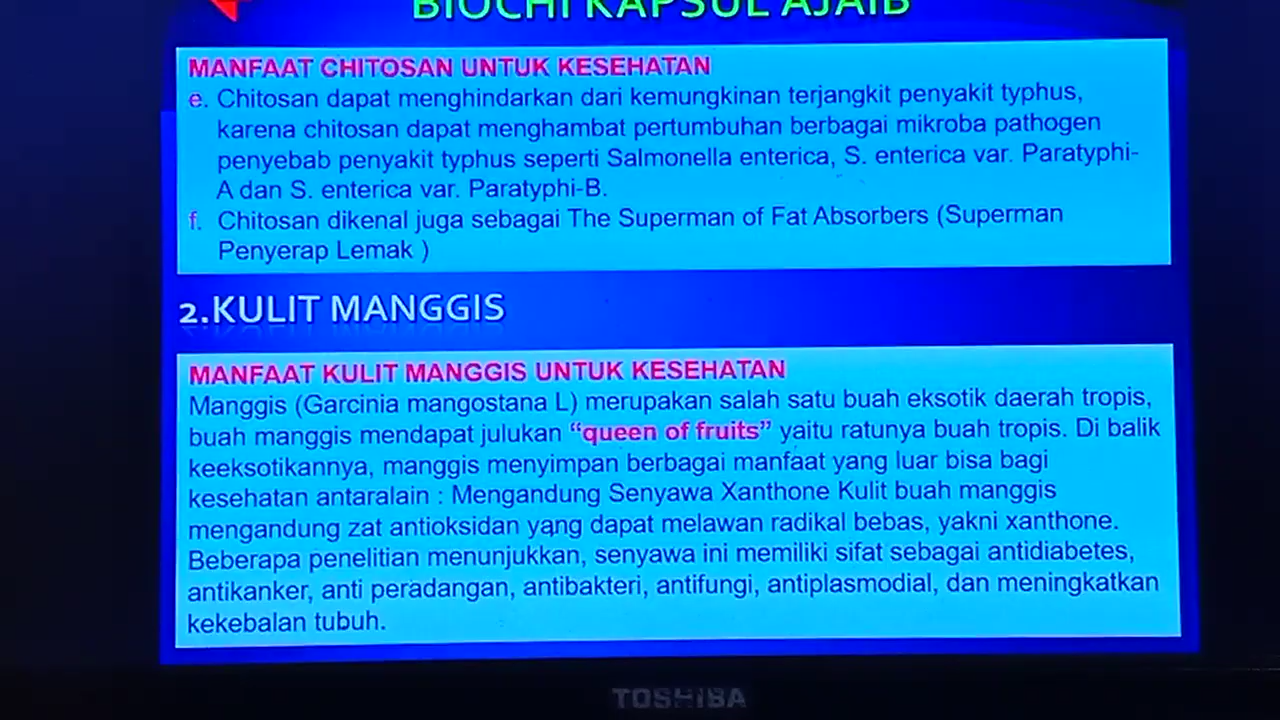 BIOCHI KAPSUL AJAIB
MANFAAT CHITOSAN UNTUK KESEHATAN
e. Chitosan dapat menghindarkan dari kemungkinan terjangkit penyakit typhus,
karena chitosan dapat menghambat pertumbuhan berbagai mikroba pathogen
penyebab penyakit typhus seperti Salmonella enterica, S. enterica var. Paratyphi-
A dan S. enterica var. Paratyphi-B.
f. Chitosan dikenal juga sebagai The Superman of Fat Absorbers (Superman
Penyerap Lemak )
2.KULIT MANGGIS
MANFAAT KULIT MANGGIS UNTUK KESEHATAN
Manggis (Garcinia mangostana L) merupakan salah satu buah eksotik daerah tropis,
buah manggis mendapat julukan “queen of fruits” yaitu ratunya buah tropis. Di balik
keeksotikannya, manggis menyimpan berbagai manfaat yang luar bisa bagi
kesehatan antaralain : Mengandung Senyawa Xanthone Kulit buah manggis
mengandung zat antioksidan yang dapat melawan radikal bebas, yakni xanthone.
Beberapa penelitian menunjukkan, senyawa ini memiliki sifat sebagai antidiabetes,
antikanker, anti peradangan, antibakteri, antifungi, antiplasmodial, dan meningkatkan
kekebalan tubuh.
TOSHIBA